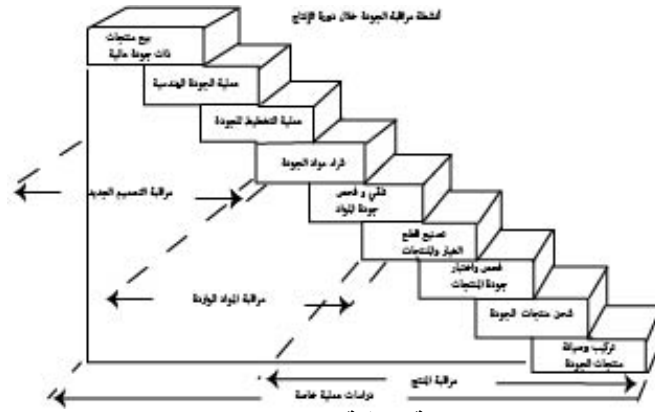 أنشطة مراقبة الجودة خلال دورة الإنتاج
بيع منتجات
ذات جودة عالية
عملية الجودة الهندسية
عملية التخطيط للجودة
شراء مواد الجودة
تلقي و فحص
جودة المواد
تصنيع قطع
الغيار والمنتجات
فحص واختبار
جودة المنتجات
شحن منتجات الجودة
تركيب وصيانة
منتجات الجودة
مراقبة التصميم الجديد
مراقبة المواد الواردة
مراقبة المنتج
دراسات عملية خاصة